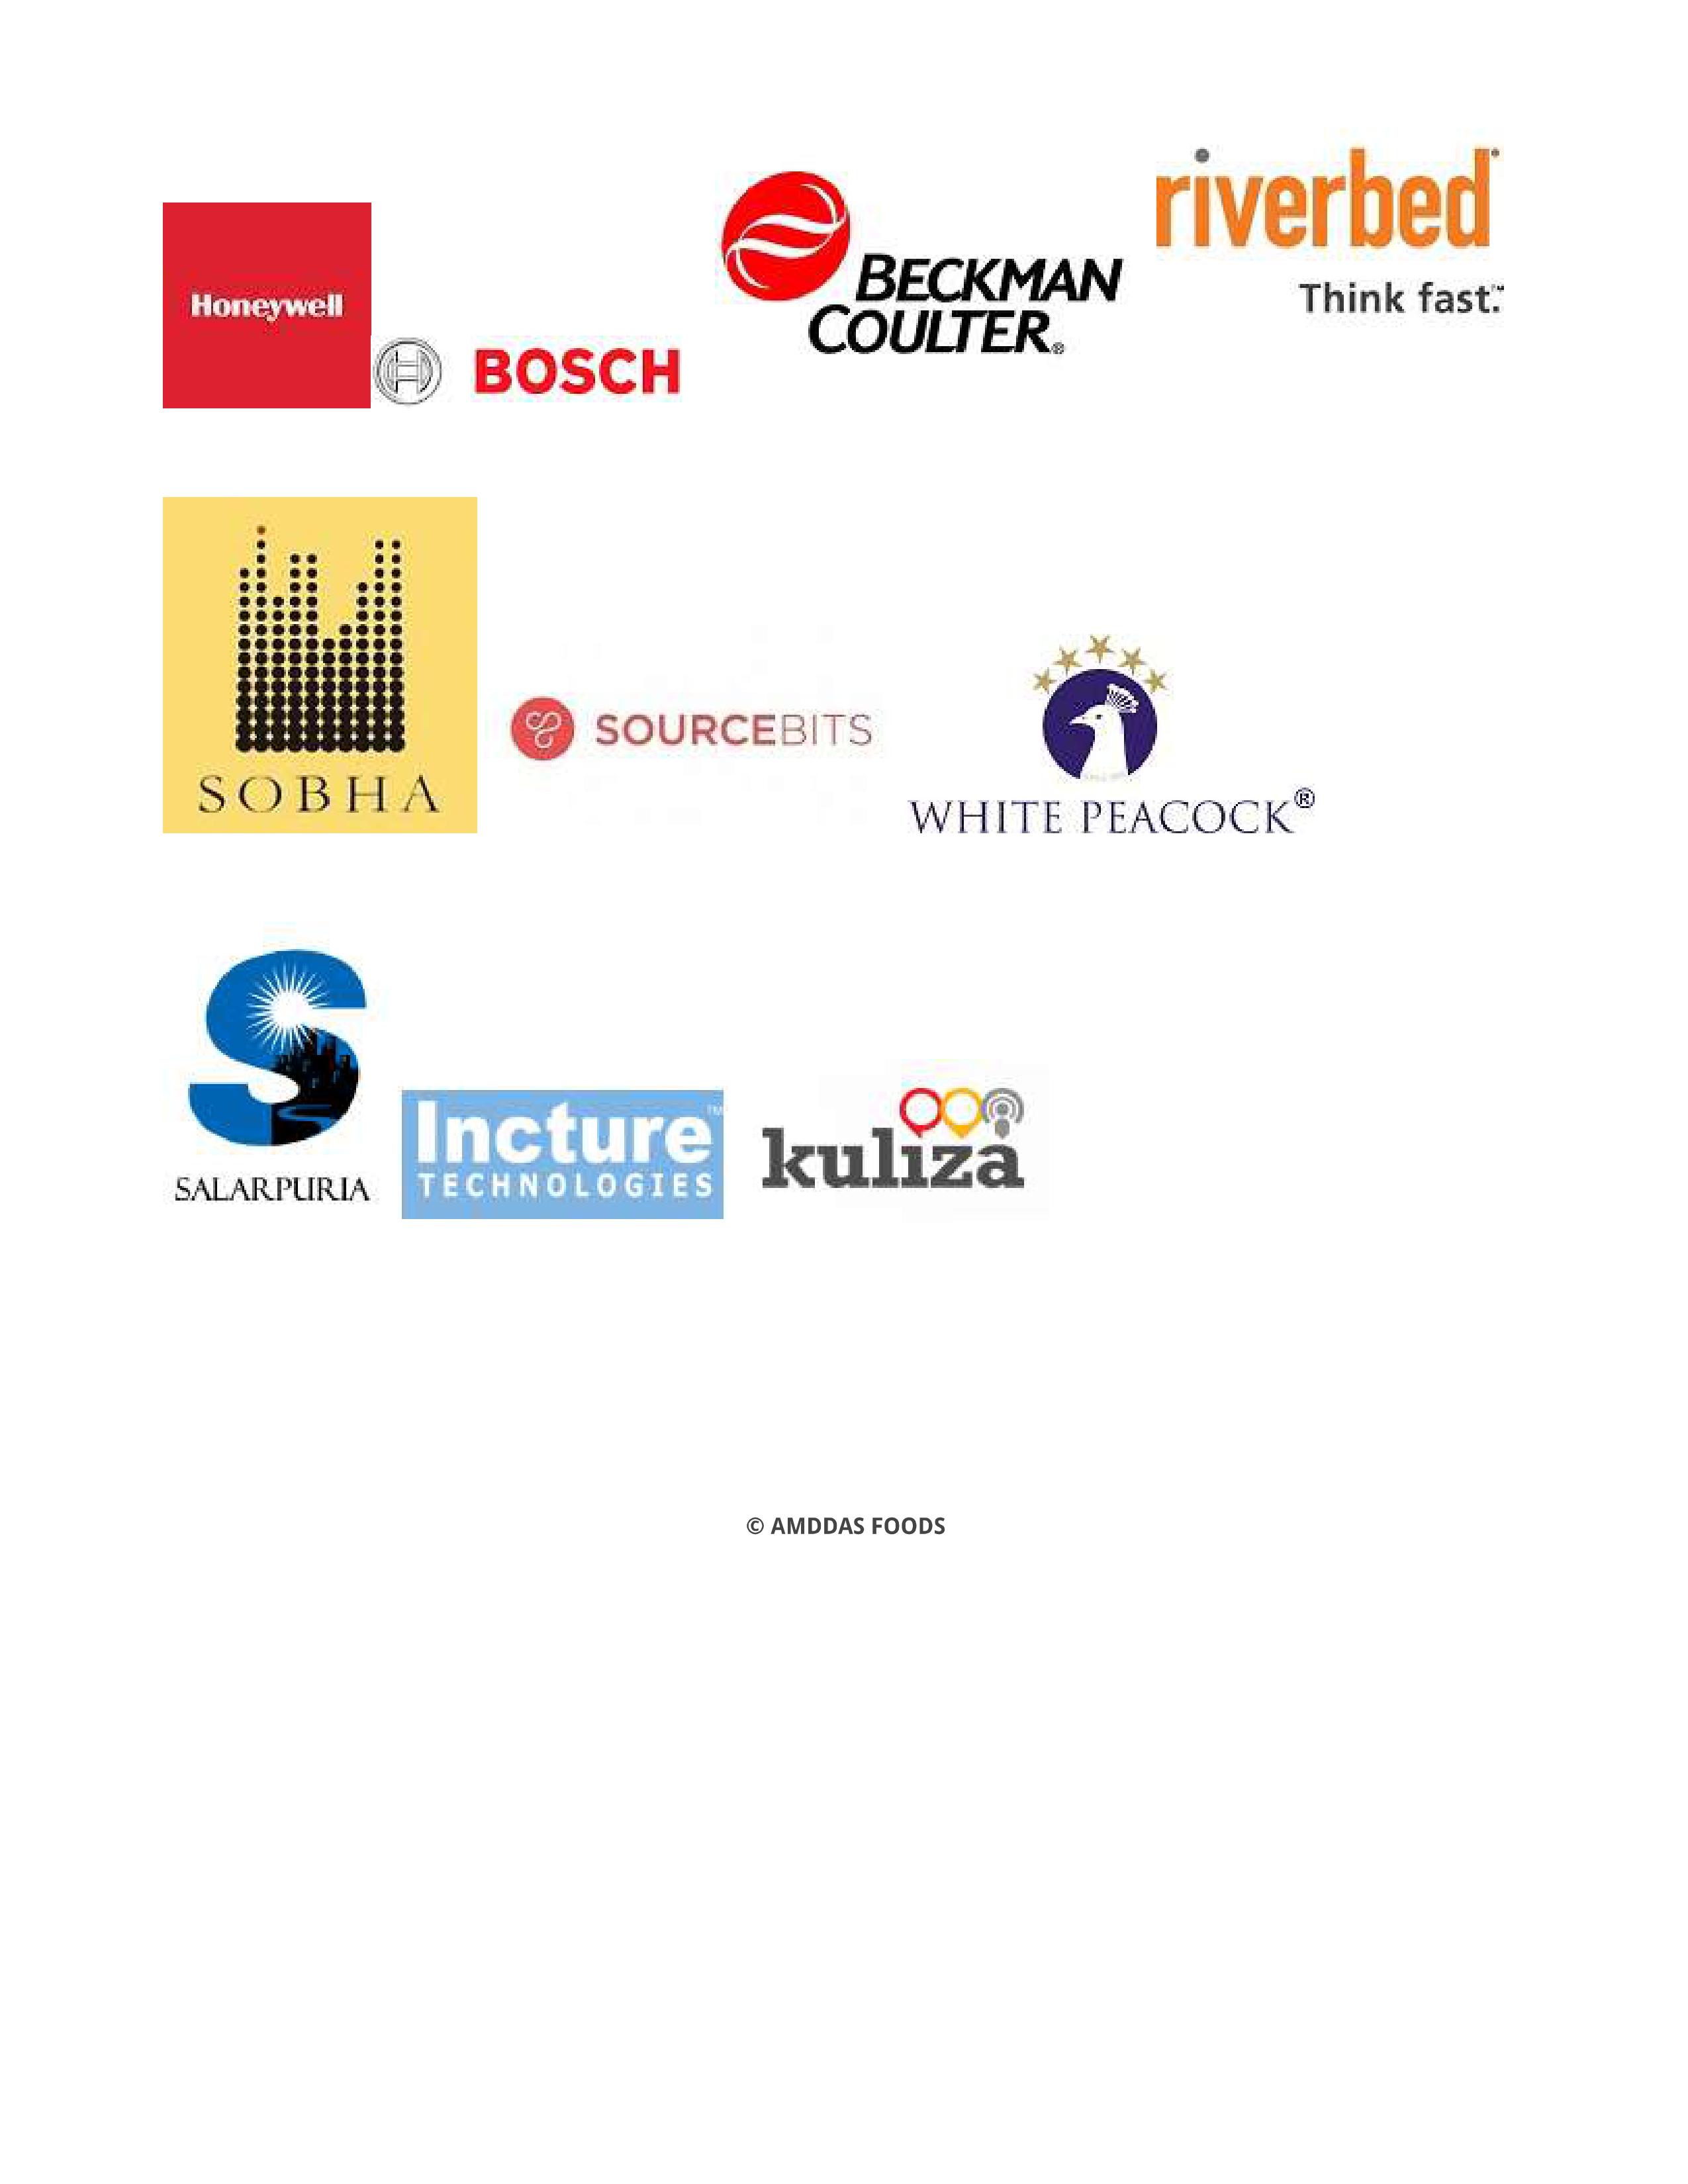 Honeywell
BOSCH
BECKMAN
COULTER®
riverbed®
Think fast.™
SOBHA
SOURCEBITS
WHITE PEACOCK®
SALARPURIA
Incture™
TECHNOLOGIES
kuliza
© AMDDAS FOODS